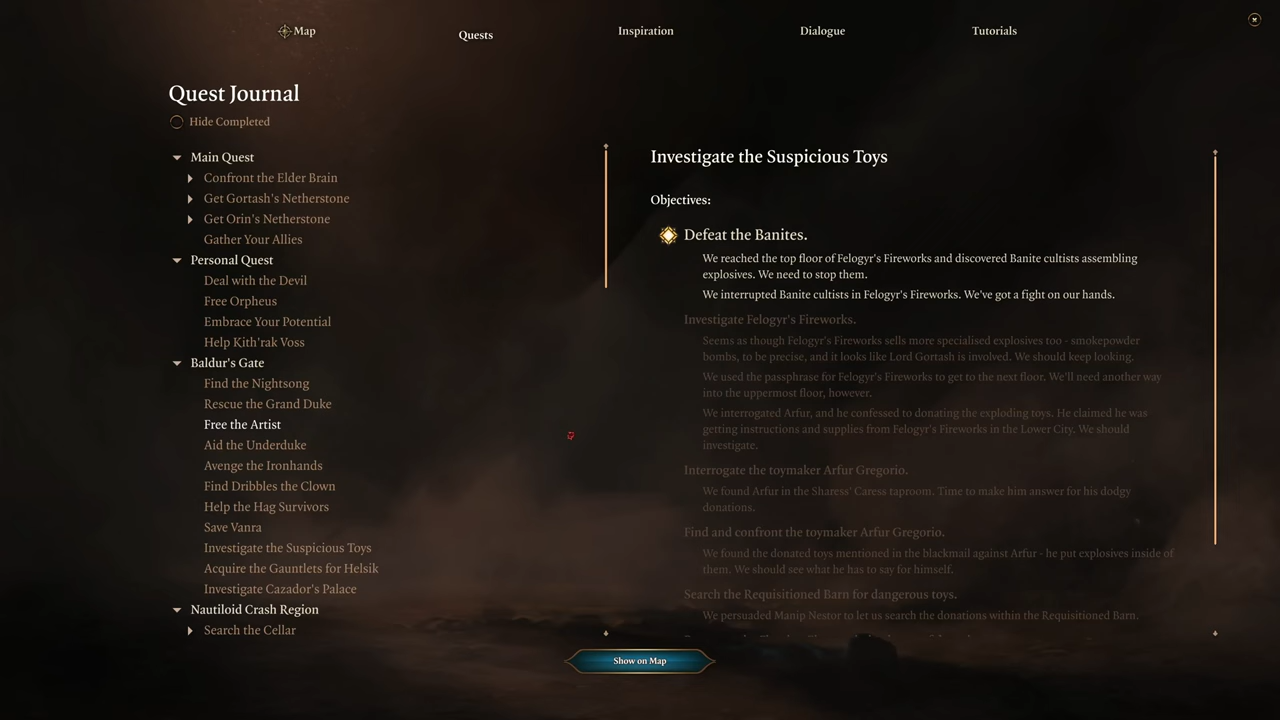 Map
Quests
Inspiration
Dialogue
Tutorials
Quest Journal
Hide Completed
Main Quest
Confront the Elder Brain
Get Gortash's Netherstone
Get Orin's Netherstone
Gather Your Allies
Personal Quest
Deal with the Devil
Free Orpheus
Embrace Your Potential
Help Kith'rak Voss
Baldur's Gate
Find the Nightsong
Rescue the Grand Duke
Free the Artist
Aid the Underduke
Avenge the Ironhands
Find Dribbles the Clown
Help the Hag Survivors
Save Vanra
Investigate the Suspicious Toys
Acquire the Gauntlets for Helsik
Investigate Cazador's Palace
Nautiloid Crash Region
Search the Cellar
Investigate the Suspicious Toys
Objectives:
Defeat the Banites.
We reached the top floor of Felogyr's Fireworks and discovered Banite cultists assembling
explosives. We need to stop them.
We interrupted Banite cultists in Felogyr's Fireworks. We've got a fight on our hands.
Investigate Felogyr's Fireworks.
Seems as though Felogyr's Fireworks sells more specialised explosives too - smokepowder
bombs, to be precise, and it looks like Lord Gortash is involved. We should keep looking.
We used the passphrase for Felogyr's Fireworks to get to the next floor. We'll need another way
into the uppermost floor, however.
We interrogated Arfur, and he confessed to donating the exploding toys. He claimed he was
getting instructions and supplies from Felogyr's Fireworks in the Lower City. We should
investigate.
Interrogate the toymaker Arfur Gregorio.
We found Arfur in the Sharess' Caress taproom. Time to make him answer for his dodgy
donations.
Find and confront the toymaker Arfur Gregorio.
We found the donated toys mentioned in the blackmail against Arfur - he put explosives inside of
them. We should see what he has to say for himself.
Search the Requisitioned Barn for dangerous toys.
We persuaded Manip Nestor to let us search the donations within the Requisitioned Barn.
Show on Map